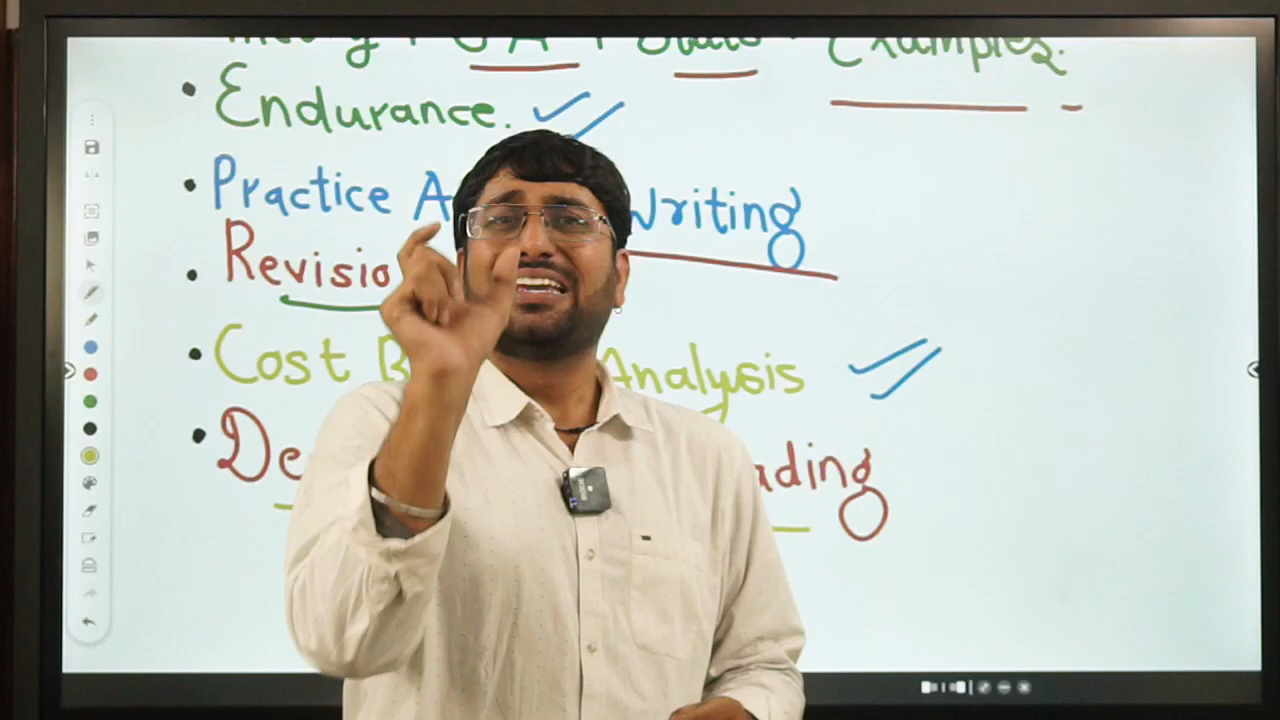 Examples.
• Endurance.
• Practice A Writing
• Revisio
• Cost B Analysis
• De ading